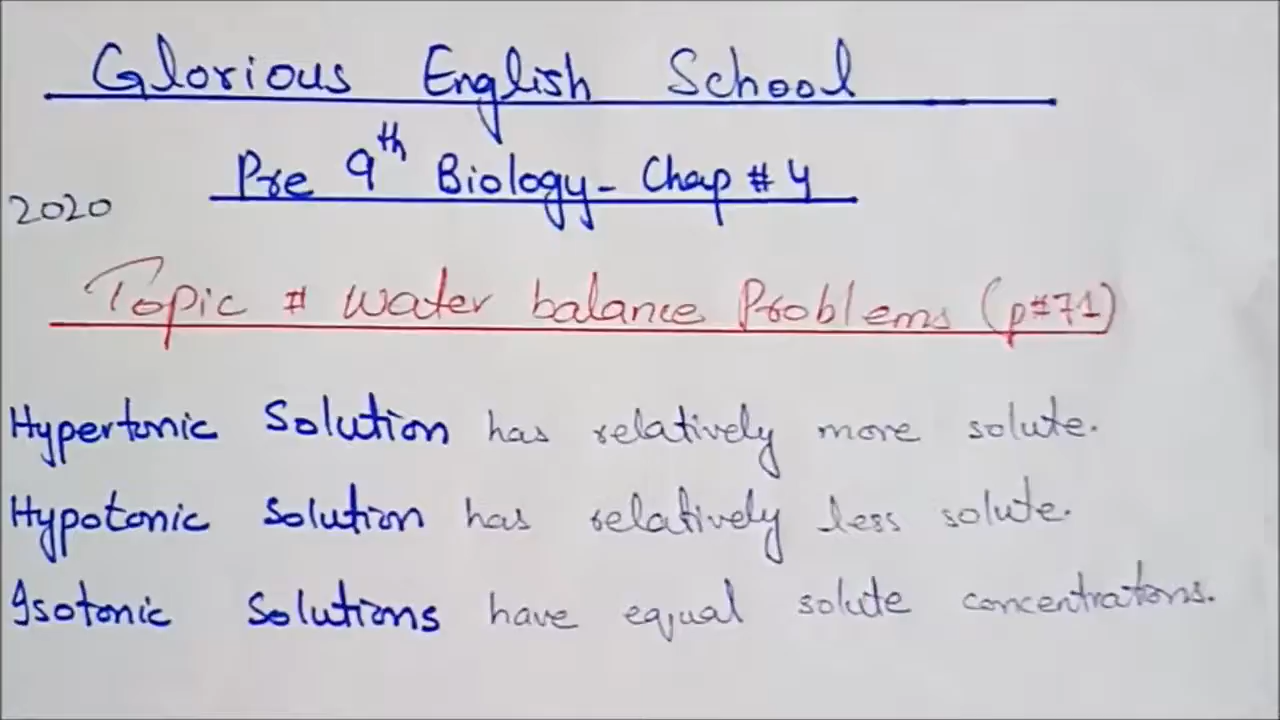 Glorious English School
Pre 9th Biology - Chap # 4
2020
Topic # Water balance Problems (p#71)
Hypertonic Solution has relatively more solute.
Hypotonic Solution has relatively less solute.
Isotonic Solutions have equal solute concentrations.